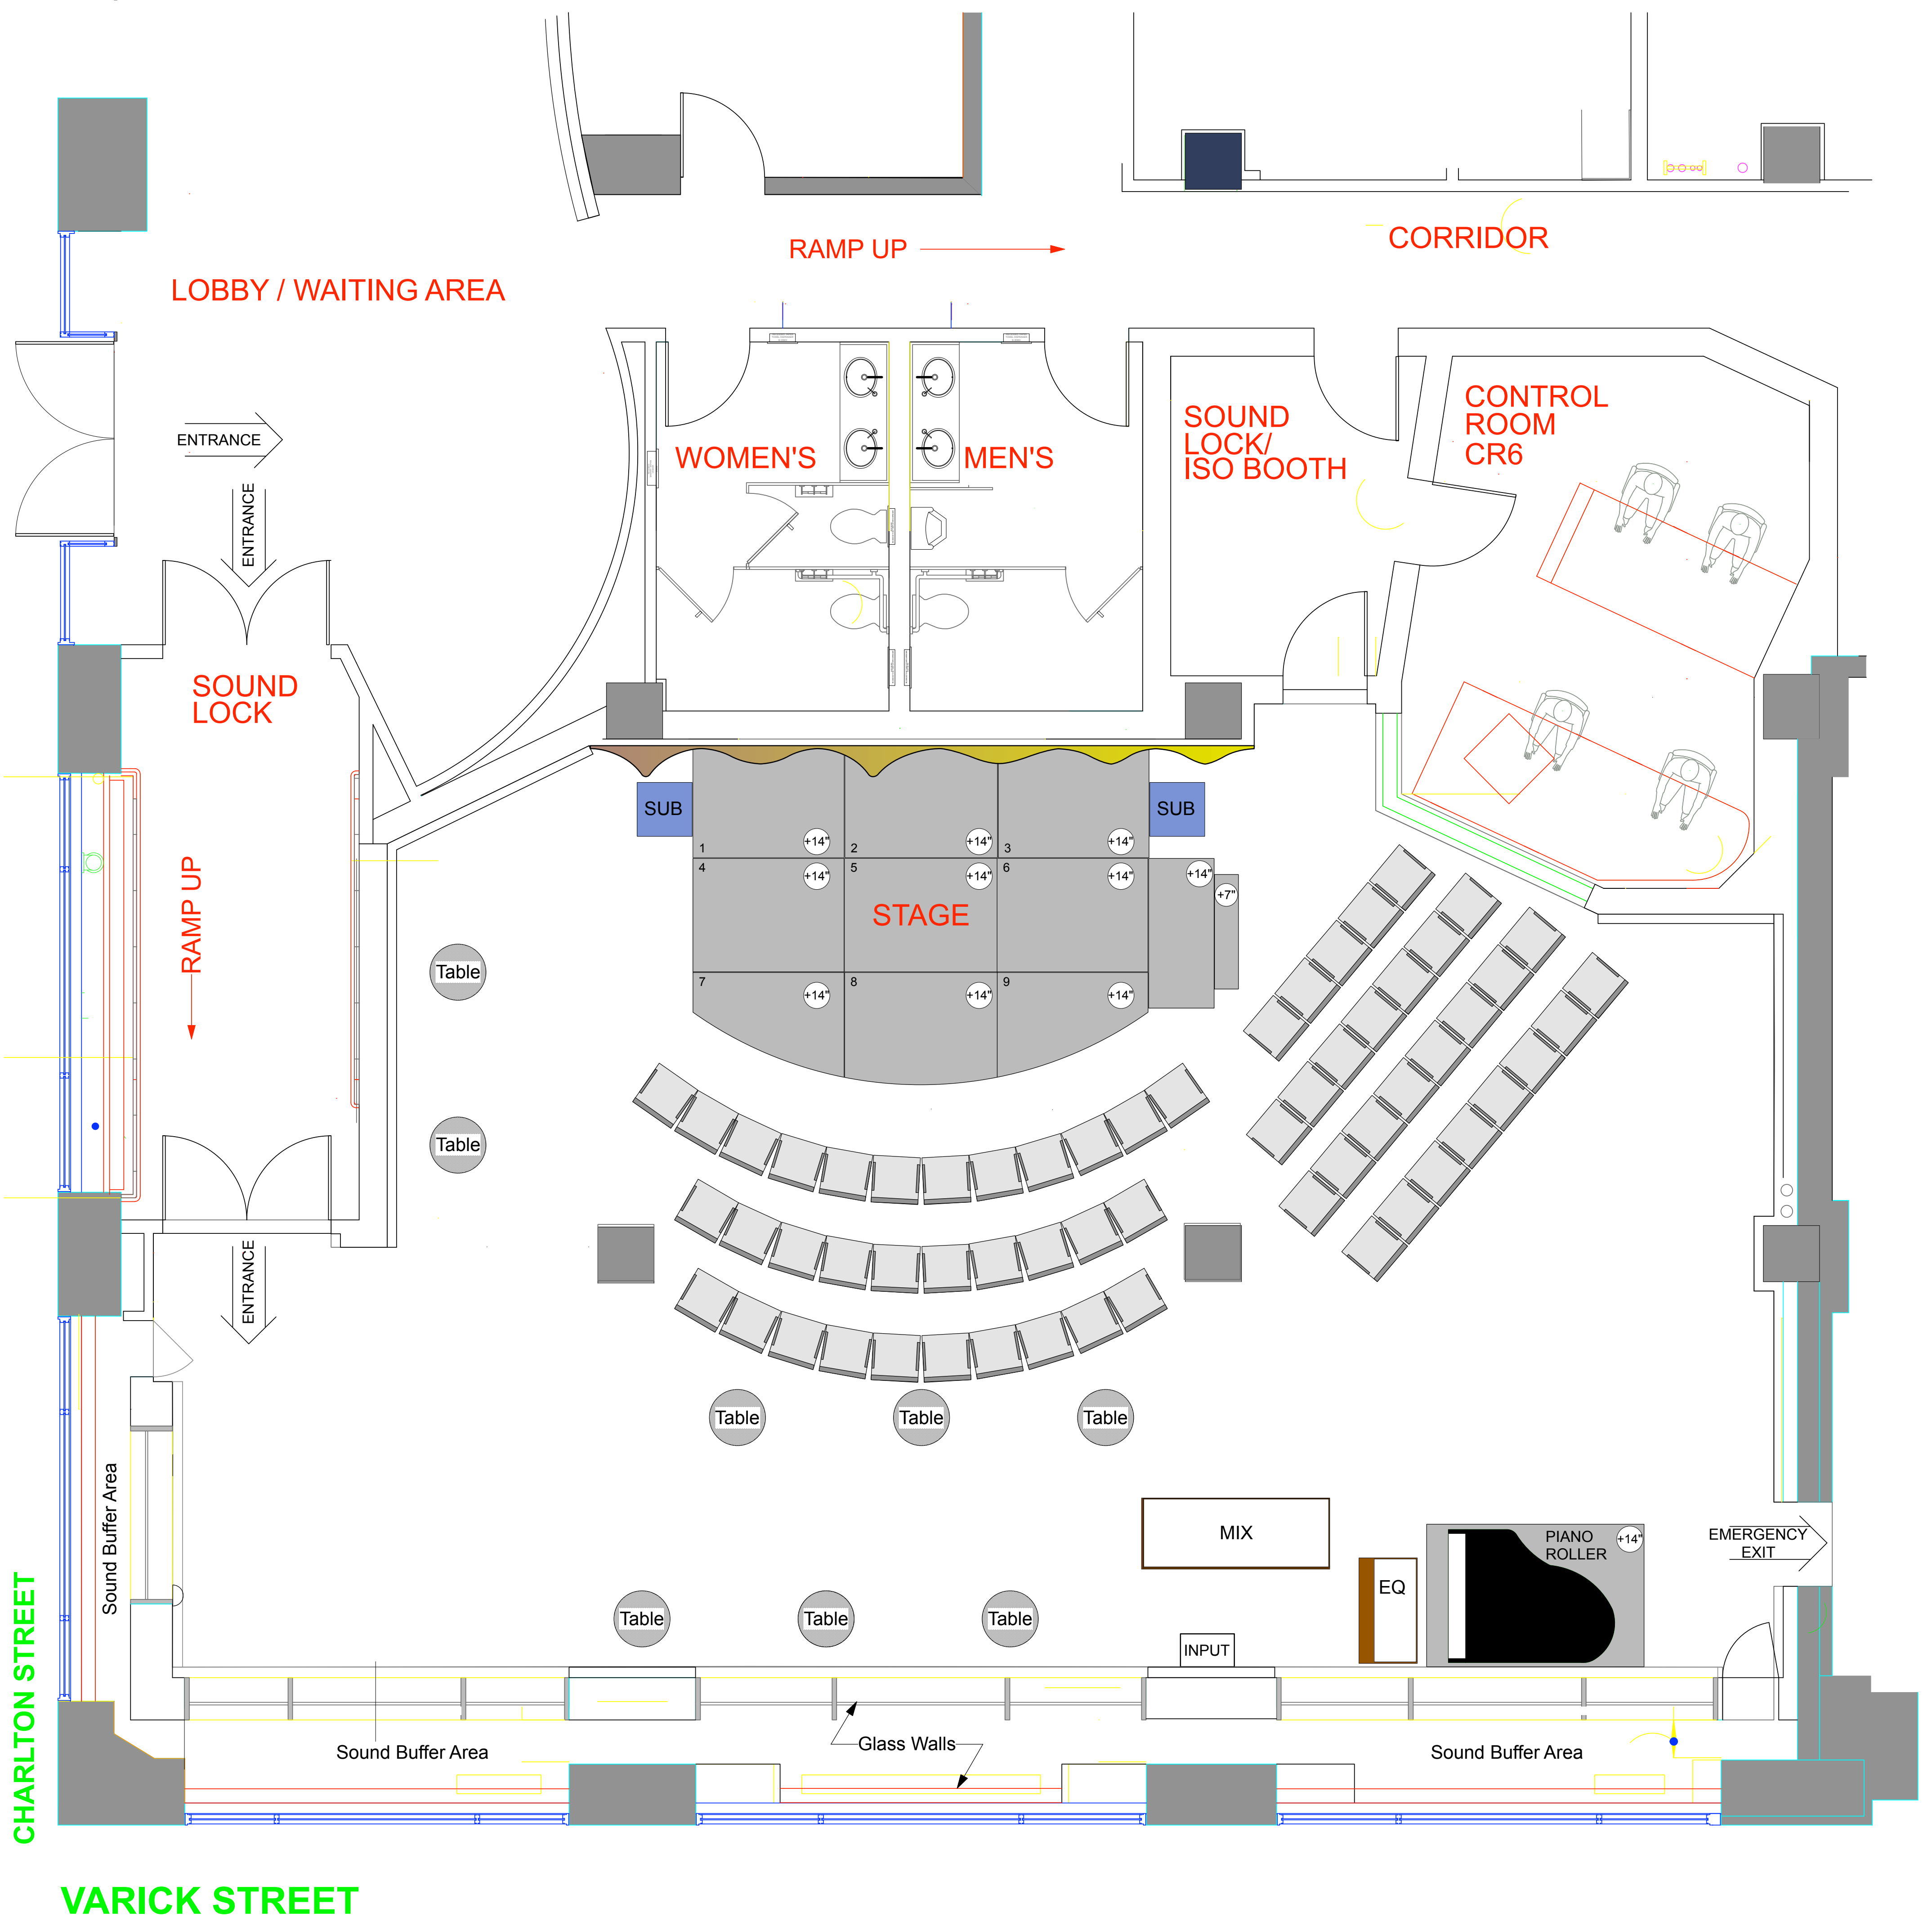 RAMP UP
CORRIDOR
LOBBY / WAITING AREA
ENTRANCE
ENTRANCE
WOMEN'S
MEN'S
SOUND
LOCK/
ISO BOOTH
CONTROL
ROOM
CR6
SOUND
LOCK
RAMP UP
SUB
SUB
1
+14"
2
+14"
3
+14"
4
+14"
5
+14"
6
+14"
+14"
+7"
STAGE
7
+14"
8
+14"
9
+14"
Table
Table
ENTRANCE
Table
Table
Table
Sound Buffer Area
MIX
EQ
PIANO
ROLLER
+14"
EMERGENCY
EXIT
Table
Table
Table
INPUT
Sound Buffer Area
Glass Walls
Sound Buffer Area
CHARLTON STREET
VARICK STREET